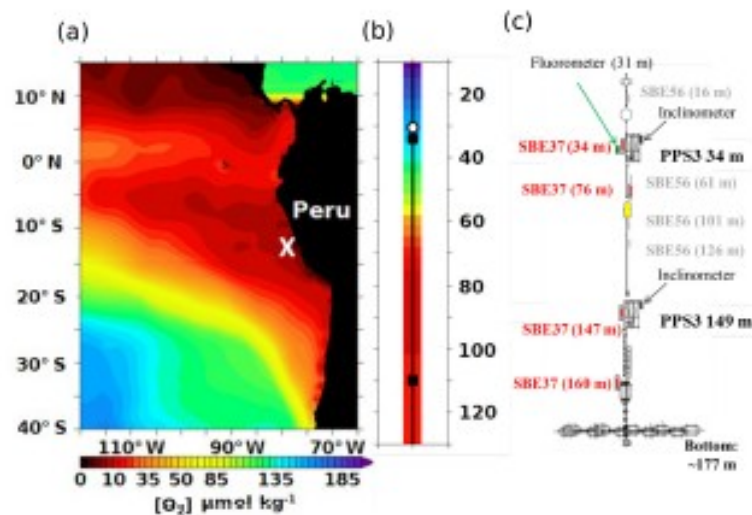 (a)
(b)
(c)
10° N
0° N
10° S
20° S
30° S
40° S
110°W
90°W
70°W
Peru
X
0 10 35 50 85 135 185
[O₂] μmol kg⁻¹
20
40
60
80
100
120
Fluorometer (31 m)
SBE56 (16 m)
Inclinometer
SBE37 (34 m)
PPS3 34 m
SBE37 (76 m)
SBE56 (61 m)
SBE56 (101 m)
SBE56 (126 m)
Inclinometer
SBE37 (147 m)
PPS3 149 m
SBE37 (160 m)
Bottom:
~177 m